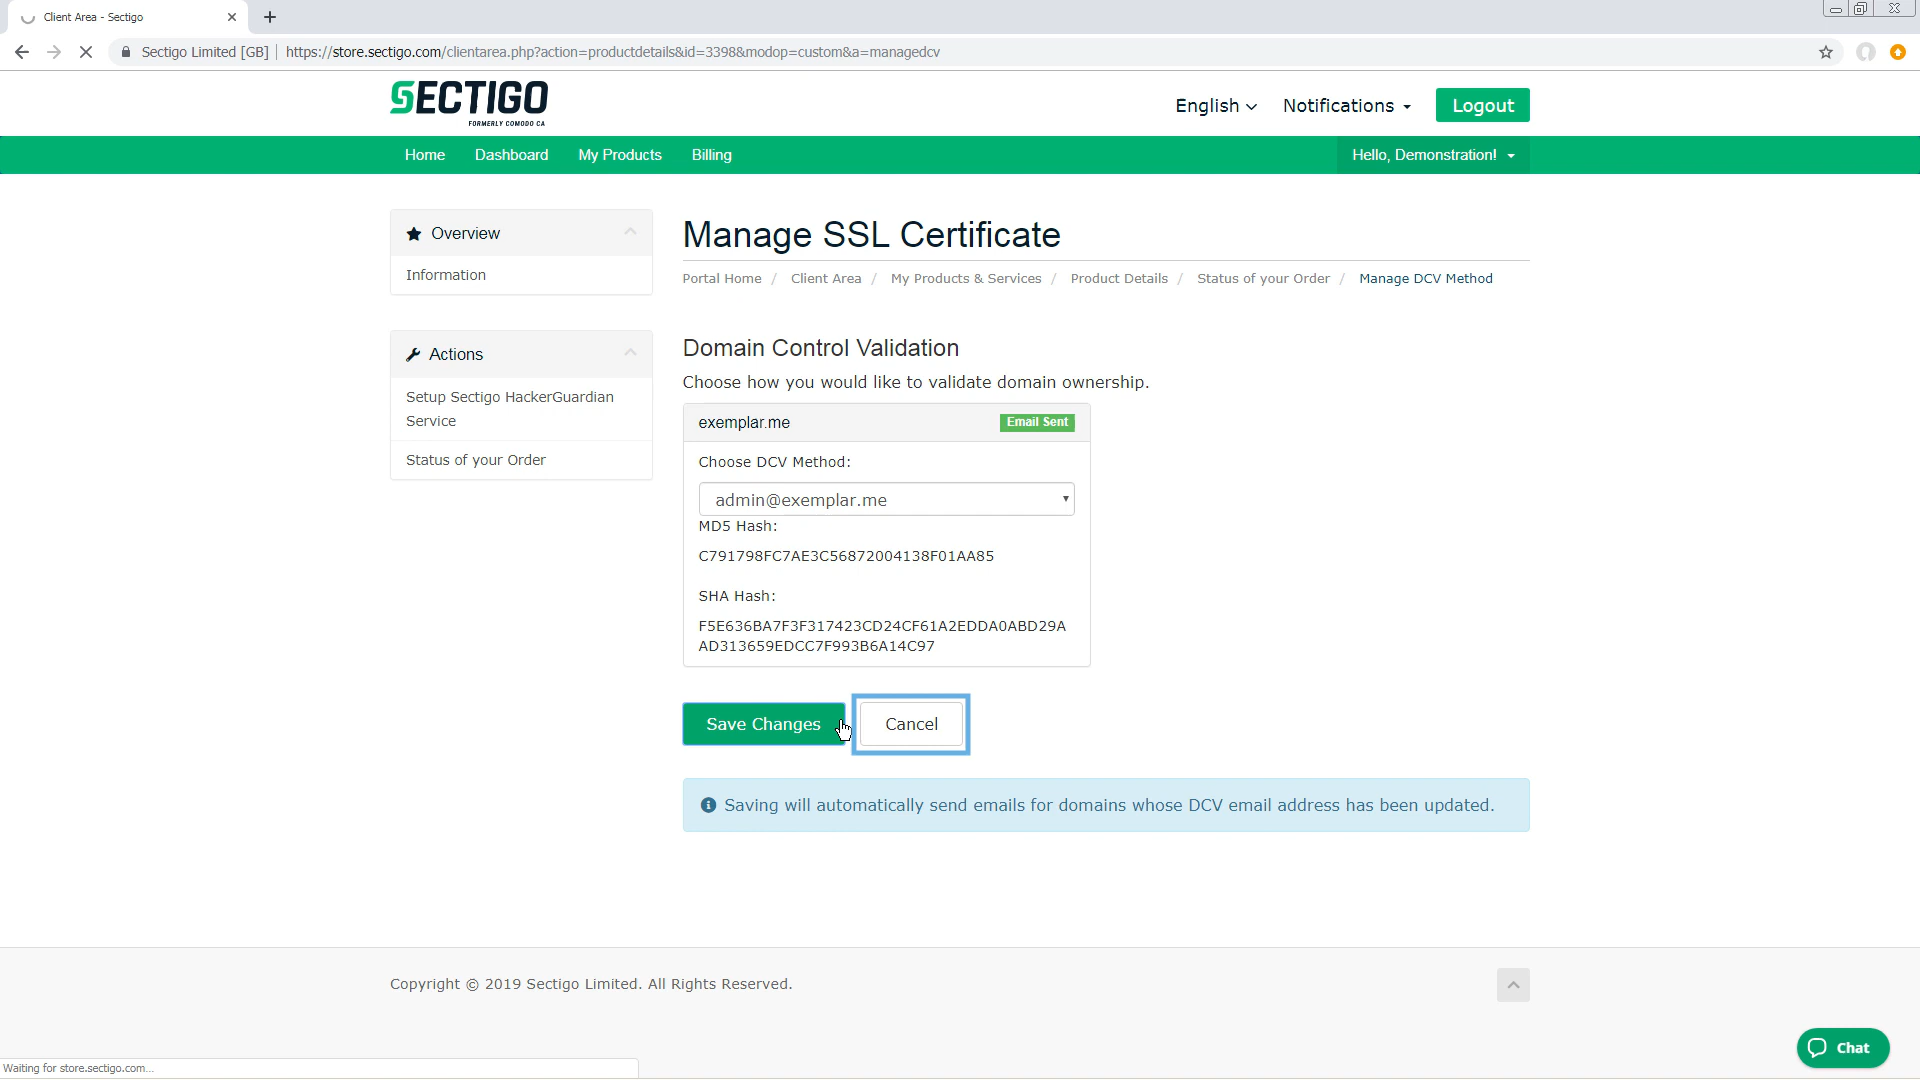 Client Area - Sectigo
Sectigo Limited [GB] | https://store.sectigo.com/clientarea.php?action=productdetails&id=3398&modop=custom&a=managedcv
SECTIGO
FORMERLY COMODO CA
English
Notifications
Logout
Home
Dashboard
My Products
Billing
Hello, Demonstration!
Overview
Information
Actions
Setup Sectigo HackerGuardian
Service
Status of your Order
Manage SSL Certificate
Portal Home / Client Area / My Products & Services / Product Details / Status of your Order / Manage DCV Method
Domain Control Validation
Choose how you would like to validate domain ownership.
exemplar.me
Email Sent
Choose DCV Method:
admin@exemplar.me
MD5 Hash:
C791798FC7AE3C56872004138F01AA85
SHA Hash:
F5E636BA7F3F317423CD24CF61A2EDDA0ABD29A
AD313659EDCC7F993B6A14C97
Save Changes
Cancel
Saving will automatically send emails for domains whose DCV email address has been updated.
Copyright © 2019 Sectigo Limited. All Rights Reserved.
Chat
Waiting for store.sectigo.com...